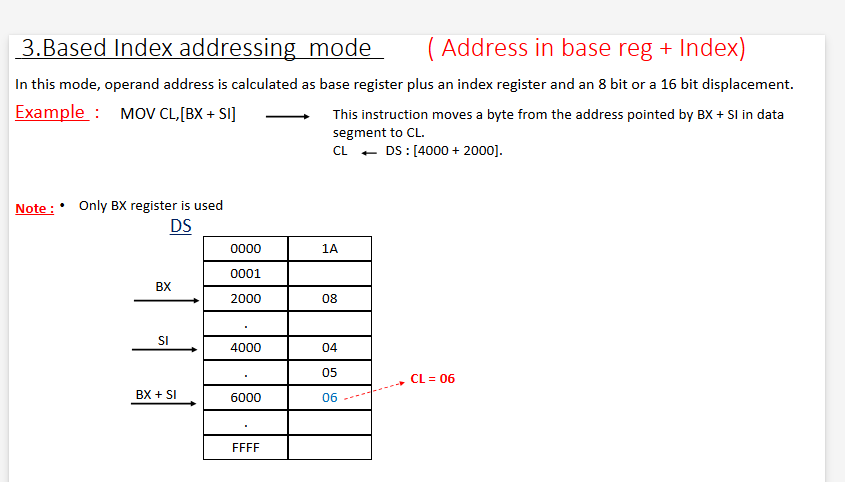 3.Based Index addressing mode ( Address in base reg + Index)
In this mode, operand address is calculated as base register plus an index register and an 8 bit or a 16 bit displacement.
Example : MOV CL,[BX + SI] This instruction moves a byte from the address pointed by BX + SI in data
segment to CL.
CL ← DS : [4000 + 2000].
Note : • Only BX register is used
DS
0000 1A
0001
BX
2000 08
.
SI
4000 04
. 05
CL = 06
BX + SI
6000 06
.
FFFF